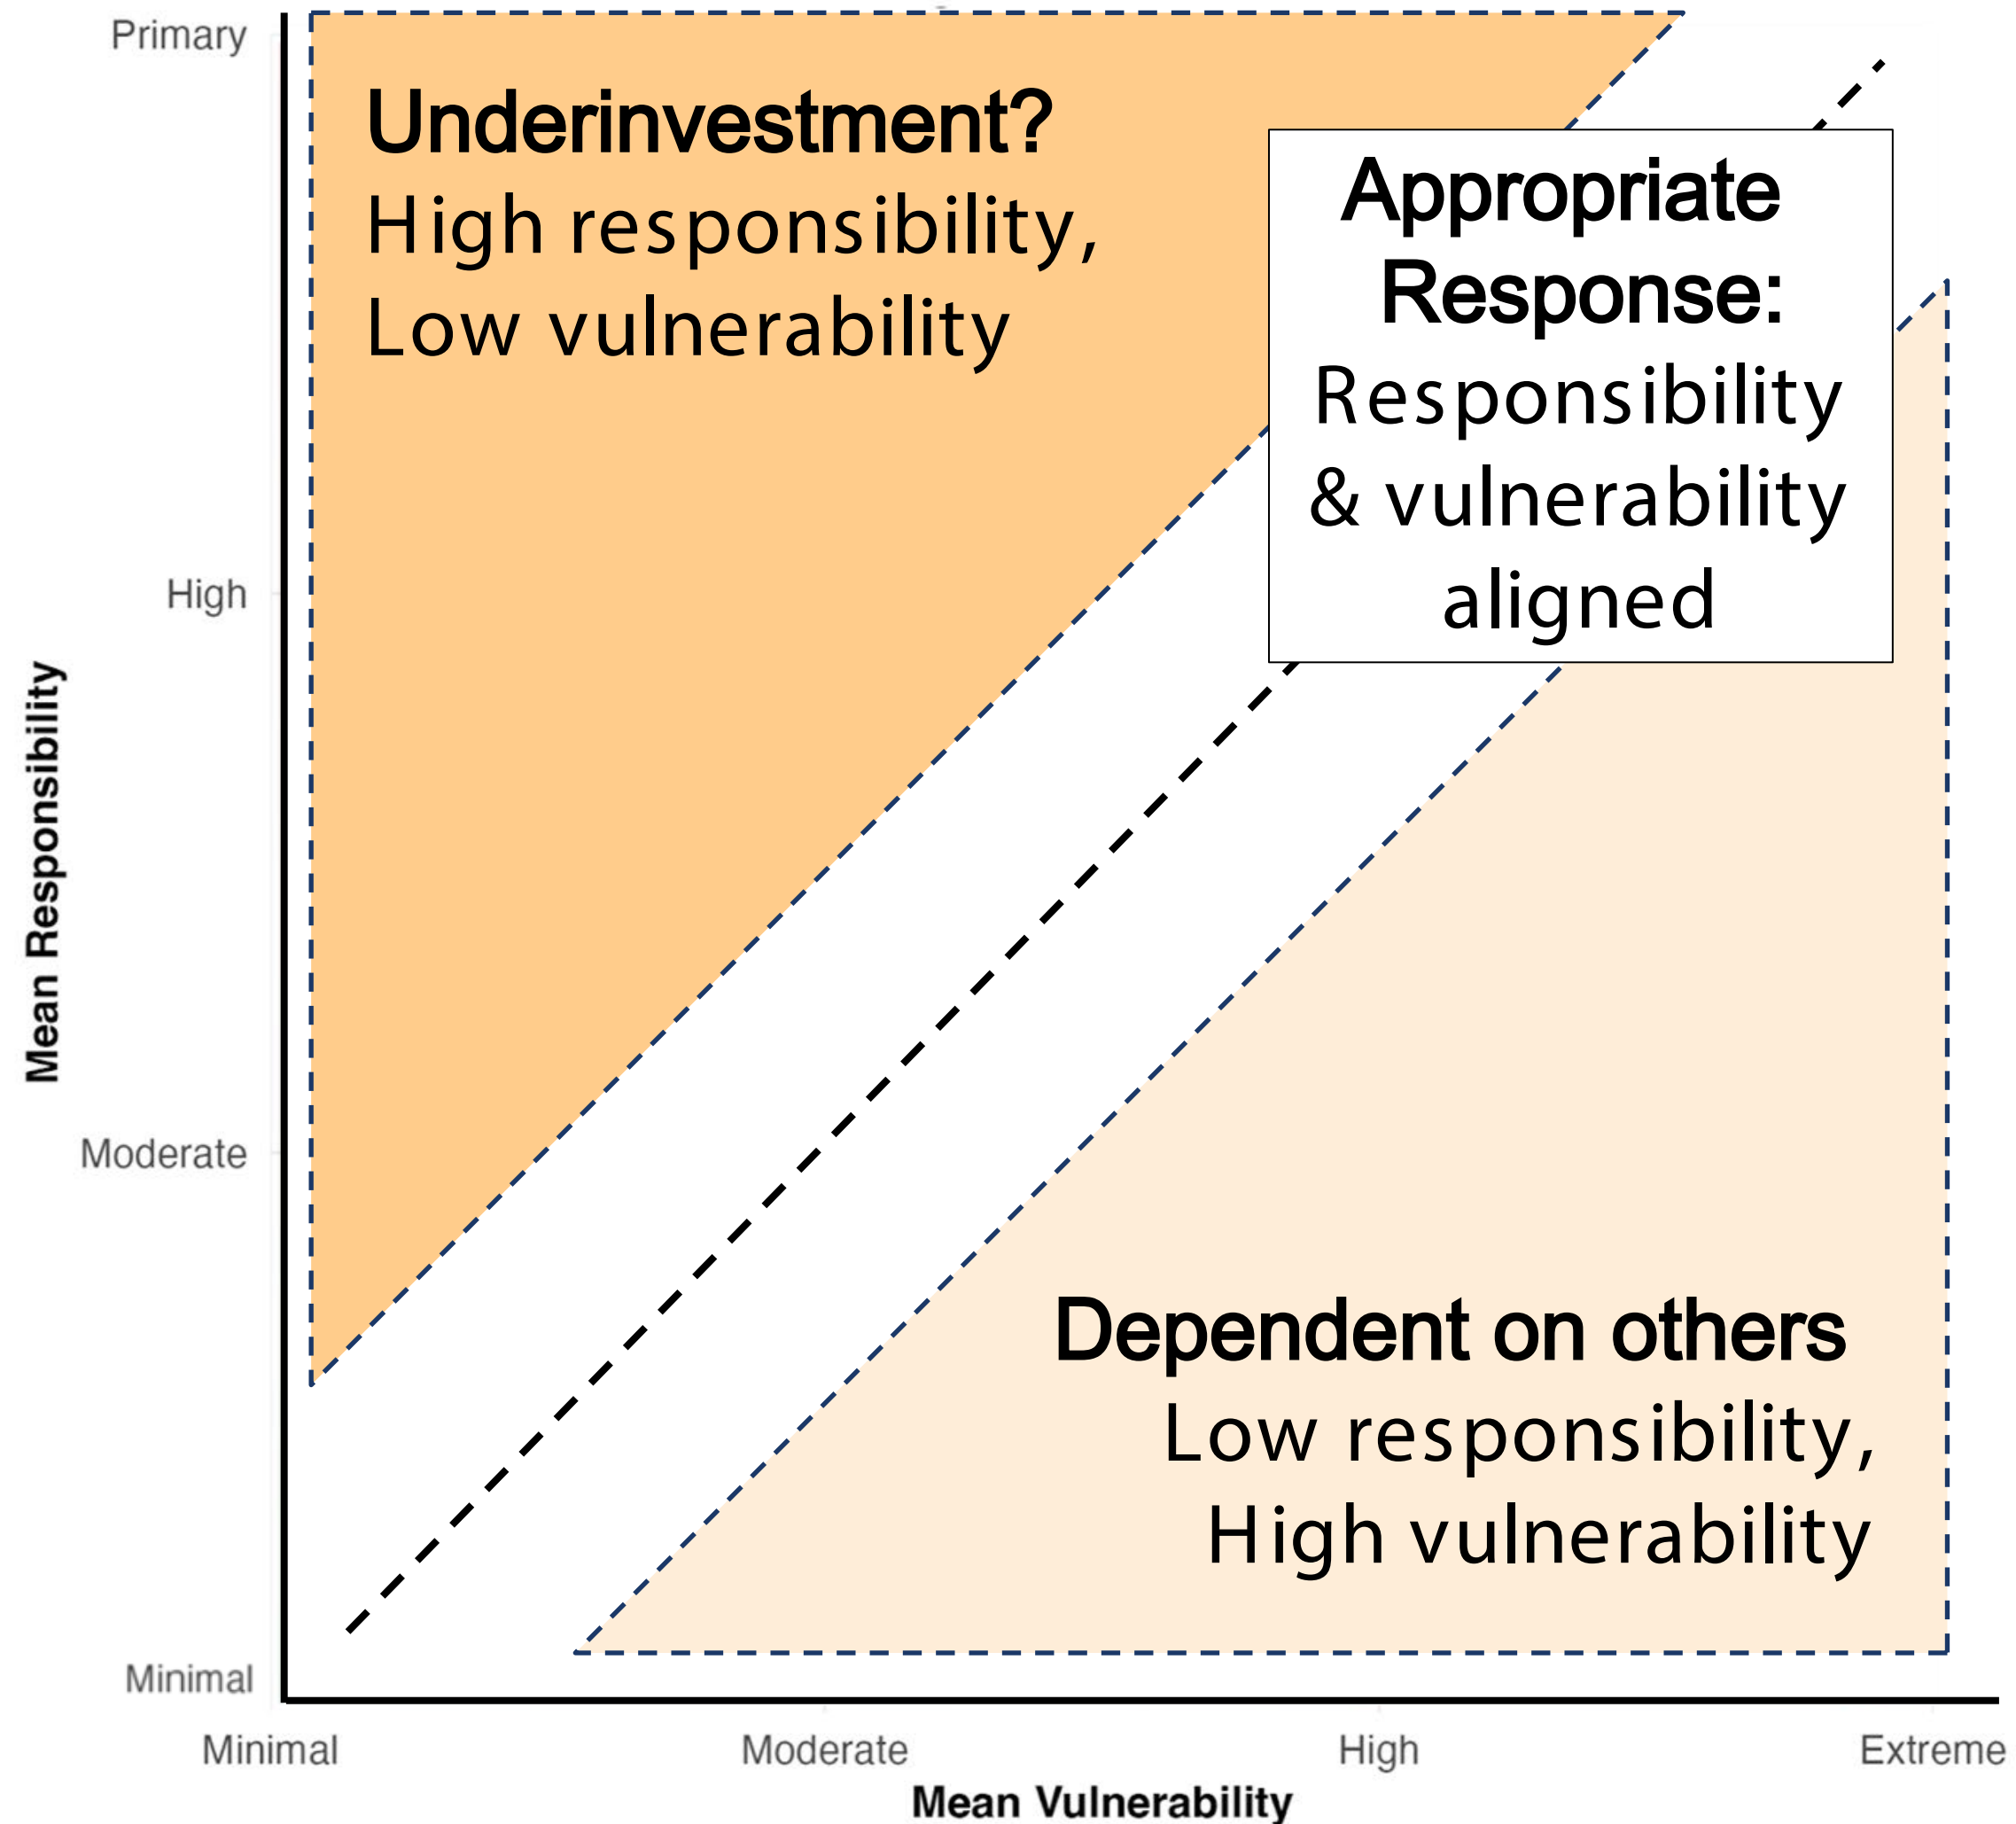 Primary
High
Moderate
Minimal
Mean Responsibility
Underinvestment?
High responsibility,
Low vulnerability
Appropriate
Response:
Responsibility
& vulnerability
aligned
Dependent on others
Low responsibility,
High vulnerability
Minimal
Moderate
High
Extreme
Mean Vulnerability